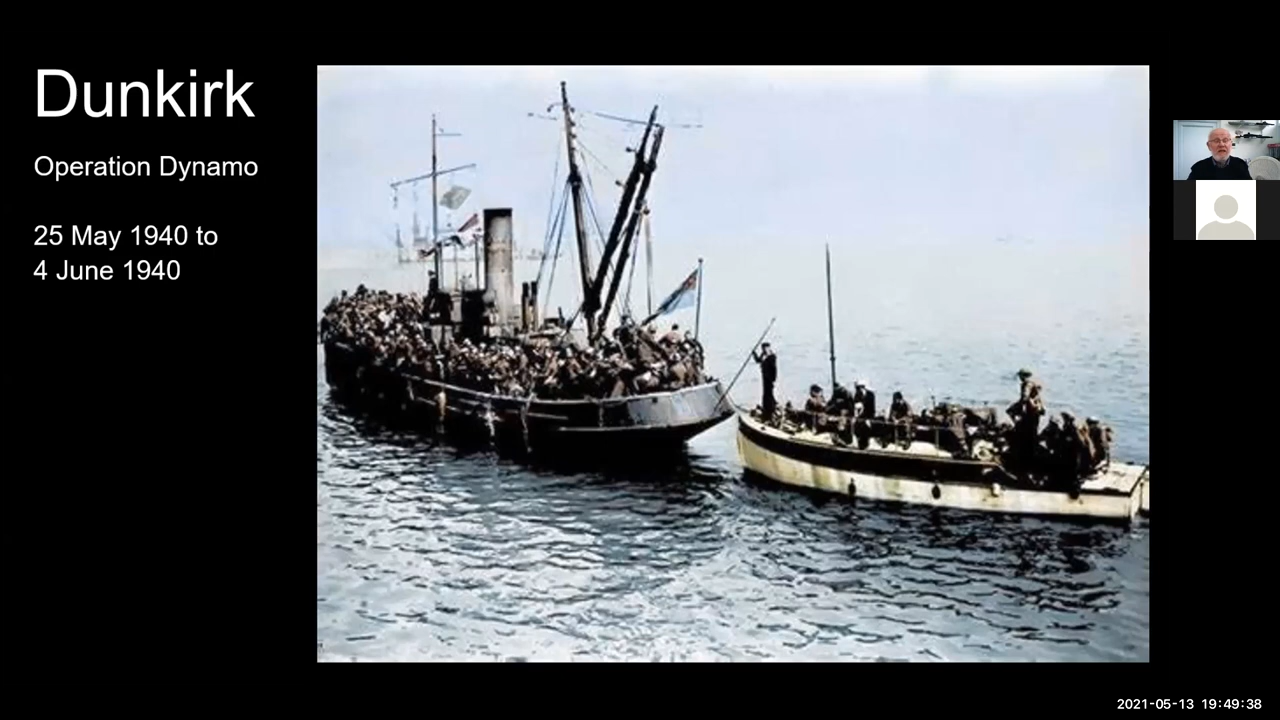 Dunkirk
Operation Dynamo
25 May 1940 to
4 June 1940
2021-05-13 19:49:38